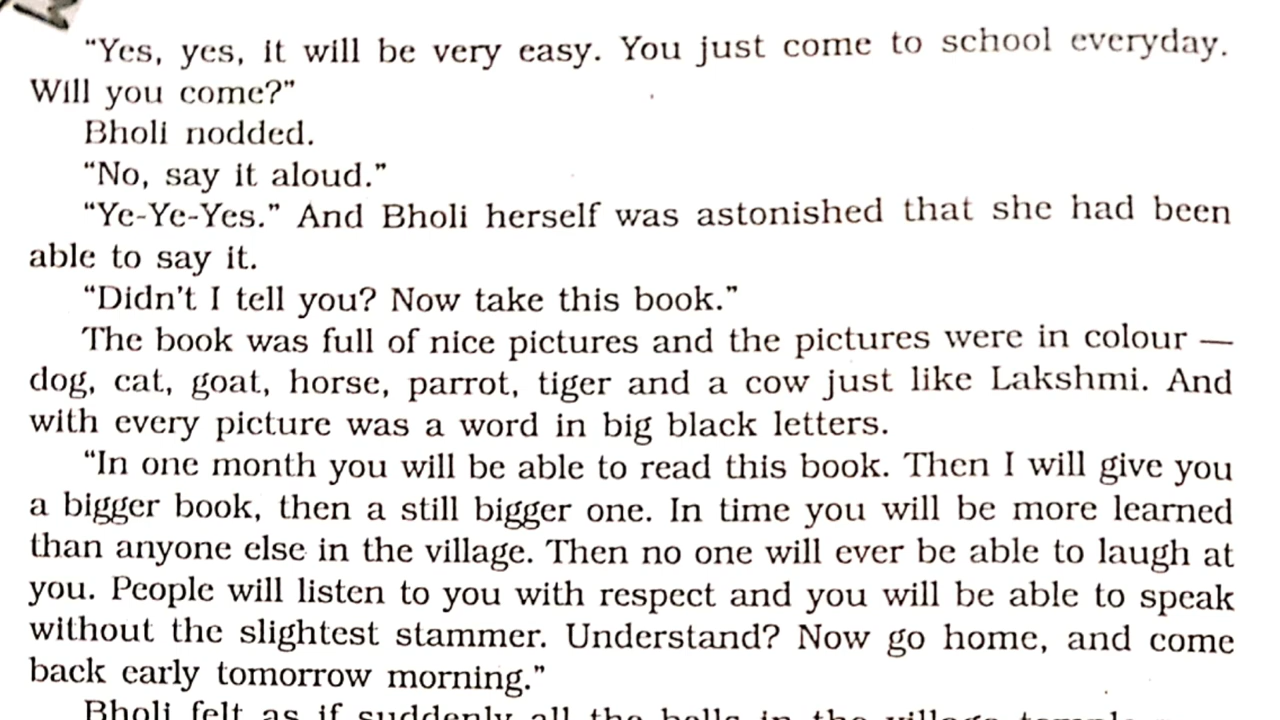 “Yes, yes, it will be very easy. You just come to school everyday.
Will you come?”
Bholi nodded.
“No, say it aloud.”
“Ye-Ye-Yes.” And Bholi herself was astonished that she had been
able to say it.
“Didn't I tell you? Now take this book.”
The book was full of nice pictures and the pictures were in colour —
dog, cat, goat, horse, parrot, tiger and a cow just like Lakshmi. And
with every picture was a word in big black letters.
“In one month you will be able to read this book. Then I will give you
a bigger book, then a still bigger one. In time you will be more learned
than anyone else in the village. Then no one will ever be able to laugh at
you. People will listen to you with respect and you will be able to speak
without the slightest stammer. Understand? Now go home, and come
back early tomorrow morning.”
Bholi felt as if suddenly all the bells in the village temple